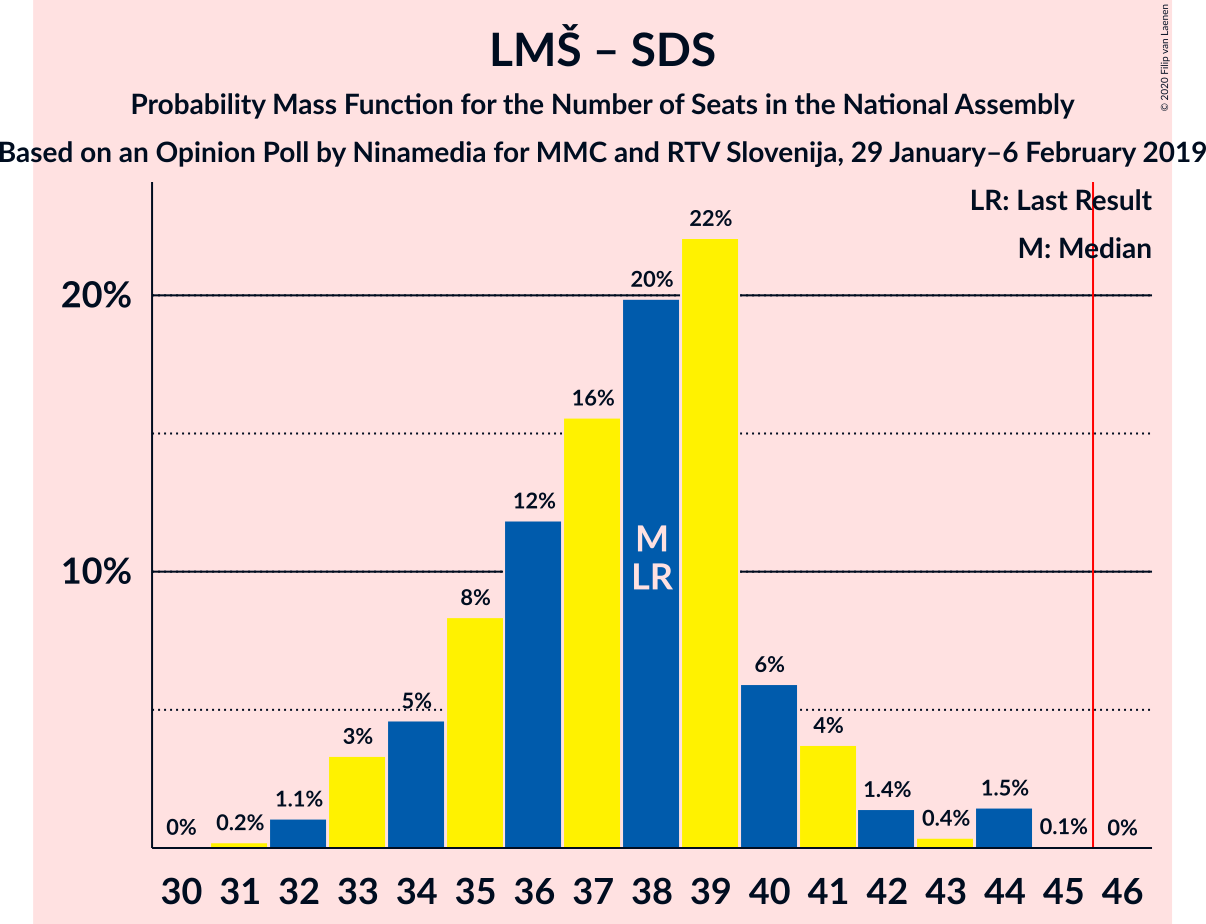 LMŠ – SDS
Probability Mass Function for the Number of Seats in the National Assembly
Based on an Opinion Poll by Ninamedia for MMC and RTV Slovenija, 29 January–6 February 2019
© 2020 Filip van Laenen
LR: Last Result
M: Median
22%
20%
20%
16%
12%
M
LR
10%
8%
6%
5%
4%
3%
1.1%
1.4%
1.5%
0%
0.2%
0.4%
0.1%
0%
30 31 32 33 34 35 36 37 38 39 40 41 42 43 44 45 46